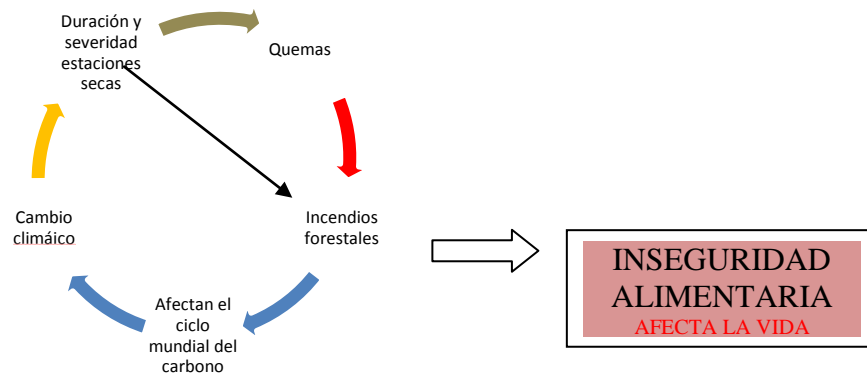 Duración y
severidad
estaciones
secas
Quemas
Incendios
forestales
Afectan el
ciclo
mundial del
carbono
Cambio
climáico
INSEGURIDAD
ALIMENTARIA
AFECTA LA VIDA